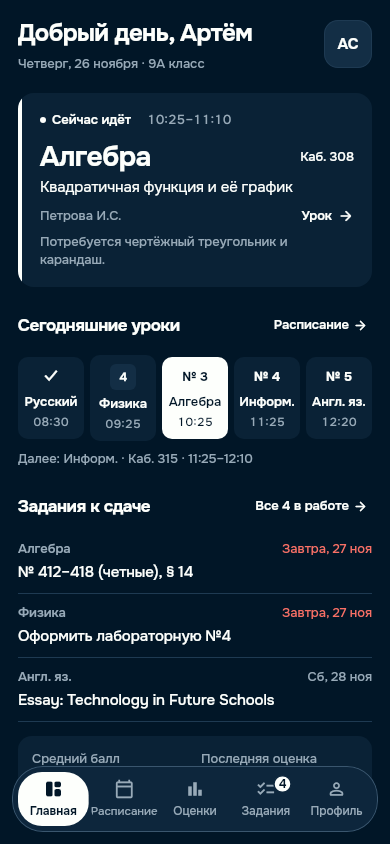 Добрый день, Артём
Четверг, 26 ноября · 9А класс
АС
Сейчас идёт 10:25–11:10
Алгебра
Каб. 308
Квадратичная функция и её график
Петрова И.С.
Урок →
Потребуется чертёжный треугольник и
карандаш.
Сегодняшние уроки
Расписание →
Русский
08:30
4
Физика
09:25
№ 3
Алгебра
10:25
№ 4
Информ.
11:25
№ 5
Англ. яз.
12:20
Далее: Информ. · Каб. 315 · 11:25–12:10
Задания к сдаче
Все 4 в работе →
Алгебра
Завтра, 27 ноя
№ 412–418 (четные), § 14
Физика
Завтра, 27 ноя
Оформить лабораторную №4
Англ. яз.
Сб, 28 ноя
Essay: Technology in Future Schools
Средний балл
Последняя оценка
Главная
Расписание
Оценки
4
Задания
Профиль